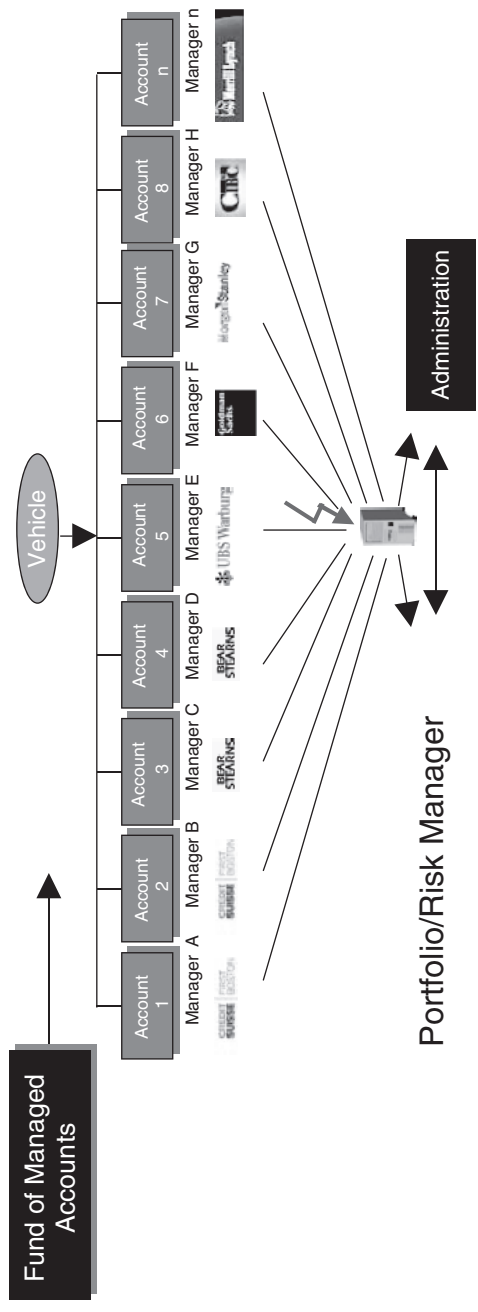 Fund of Managed
Accounts
Vehicle
Account
1
Account
2
Account
3
Account
4
Account
5
Account
6
Account
7
Account
8
Account
n
Manager A
Manager B
Manager C
Manager D
Manager E
Manager F
Manager G
Manager H
Manager n
CREDIT SUISSE | FIRST BOSTON
CREDIT SUISSE | FIRST BOSTON
BEAR
STEARNS
BEAR
STEARNS
UBS Warburg
Goldman
Sachs
Morgan Stanley
CIBC
Merrill Lynch
Portfolio/Risk Manager
Administration